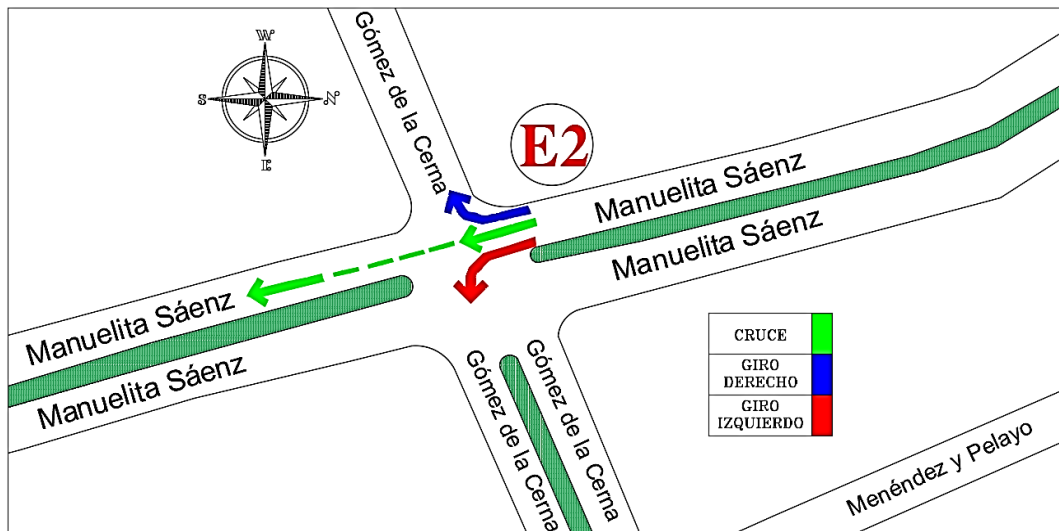 W
S
N
E
Gómez de la Cerna
E2
Manuelita Sáenz
Manuelita Sáenz
Manuelita Sáenz
Manuelita Sáenz
Gómez de la Cerna
Gómez de la Cerna
CRUCE
GIRO
DERECHO
GIRO
IZQUIERDO
Menéndez y Pelayo